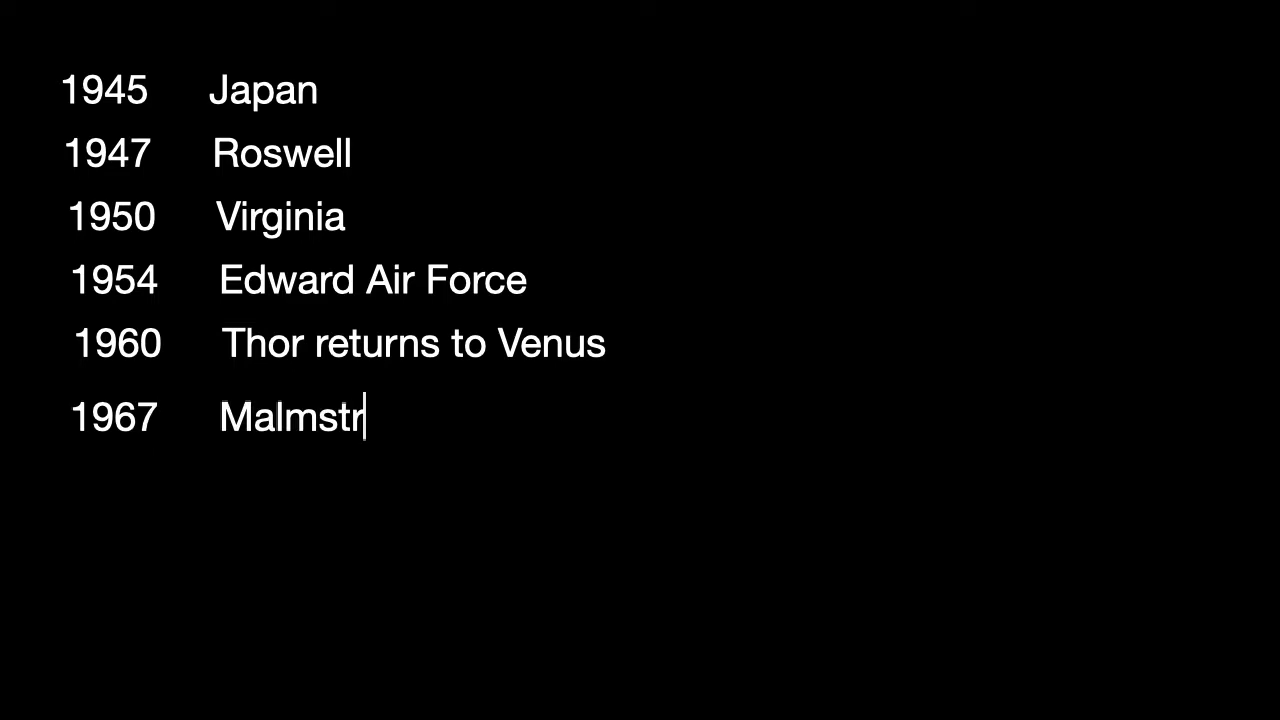 1945 Japan
1947 Roswell
1950 Virginia
1954 Edward Air Force
1960 Thor returns to Venus
1967 Malmstr